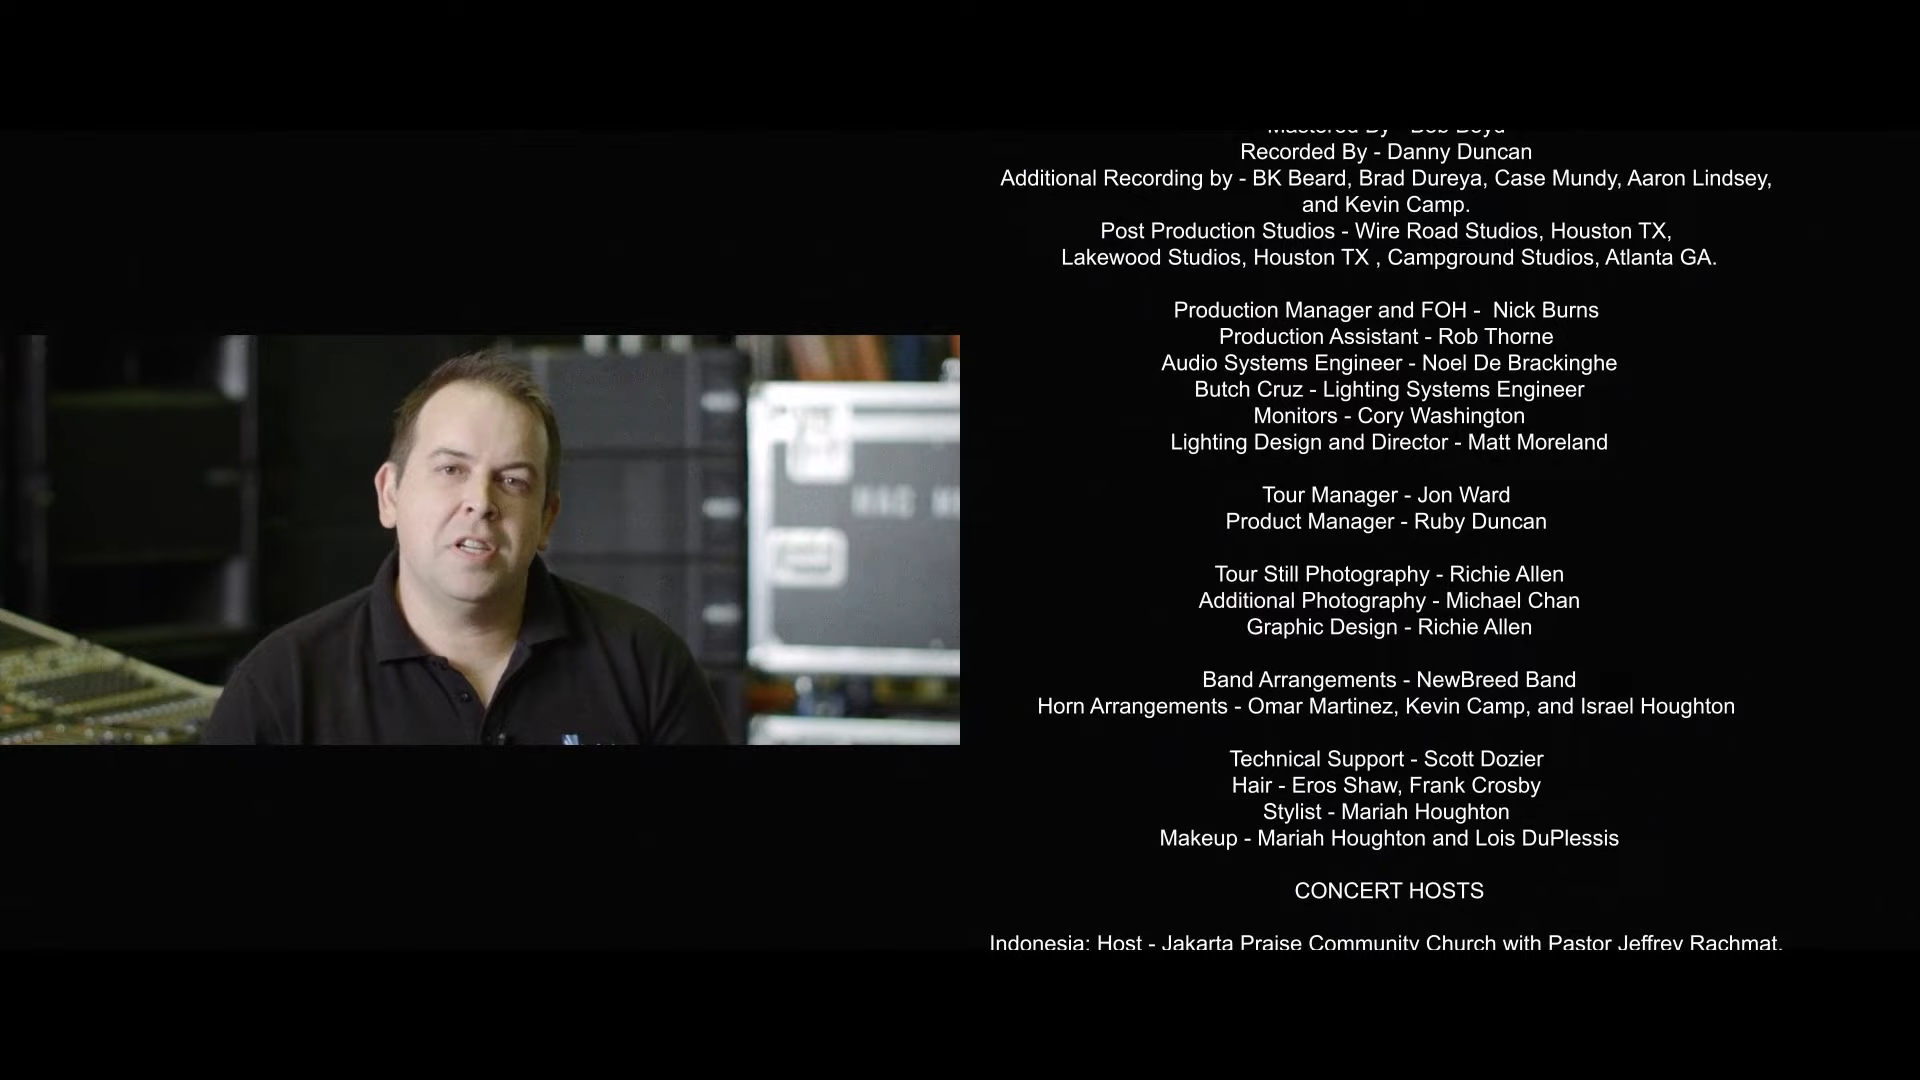 Mastered By - Bob Boyd
Recorded By - Danny Duncan
Additional Recording by - BK Beard, Brad Dureya, Case Mundy, Aaron Lindsey,
and Kevin Camp.
Post Production Studios - Wire Road Studios, Houston TX,
Lakewood Studios, Houston TX , Campground Studios, Atlanta GA.
Production Manager and FOH -  Nick Burns
Production Assistant - Rob Thorne
Audio Systems Engineer - Noel De Brackinghe
Butch Cruz - Lighting Systems Engineer
Monitors - Cory Washington
Lighting Design and Director - Matt Moreland
Tour Manager - Jon Ward
Product Manager - Ruby Duncan
Tour Still Photography - Richie Allen
Additional Photography - Michael Chan
Graphic Design - Richie Allen
Band Arrangements - NewBreed Band
Horn Arrangements - Omar Martinez, Kevin Camp, and Israel Houghton
Technical Support - Scott Dozier
Hair - Eros Shaw, Frank Crosby
Stylist - Mariah Houghton
Makeup - Mariah Houghton and Lois DuPlessis
CONCERT HOSTS
Indonesia: Host - Jakarta Praise Community Church with Pastor Jeffrey Rachmat.